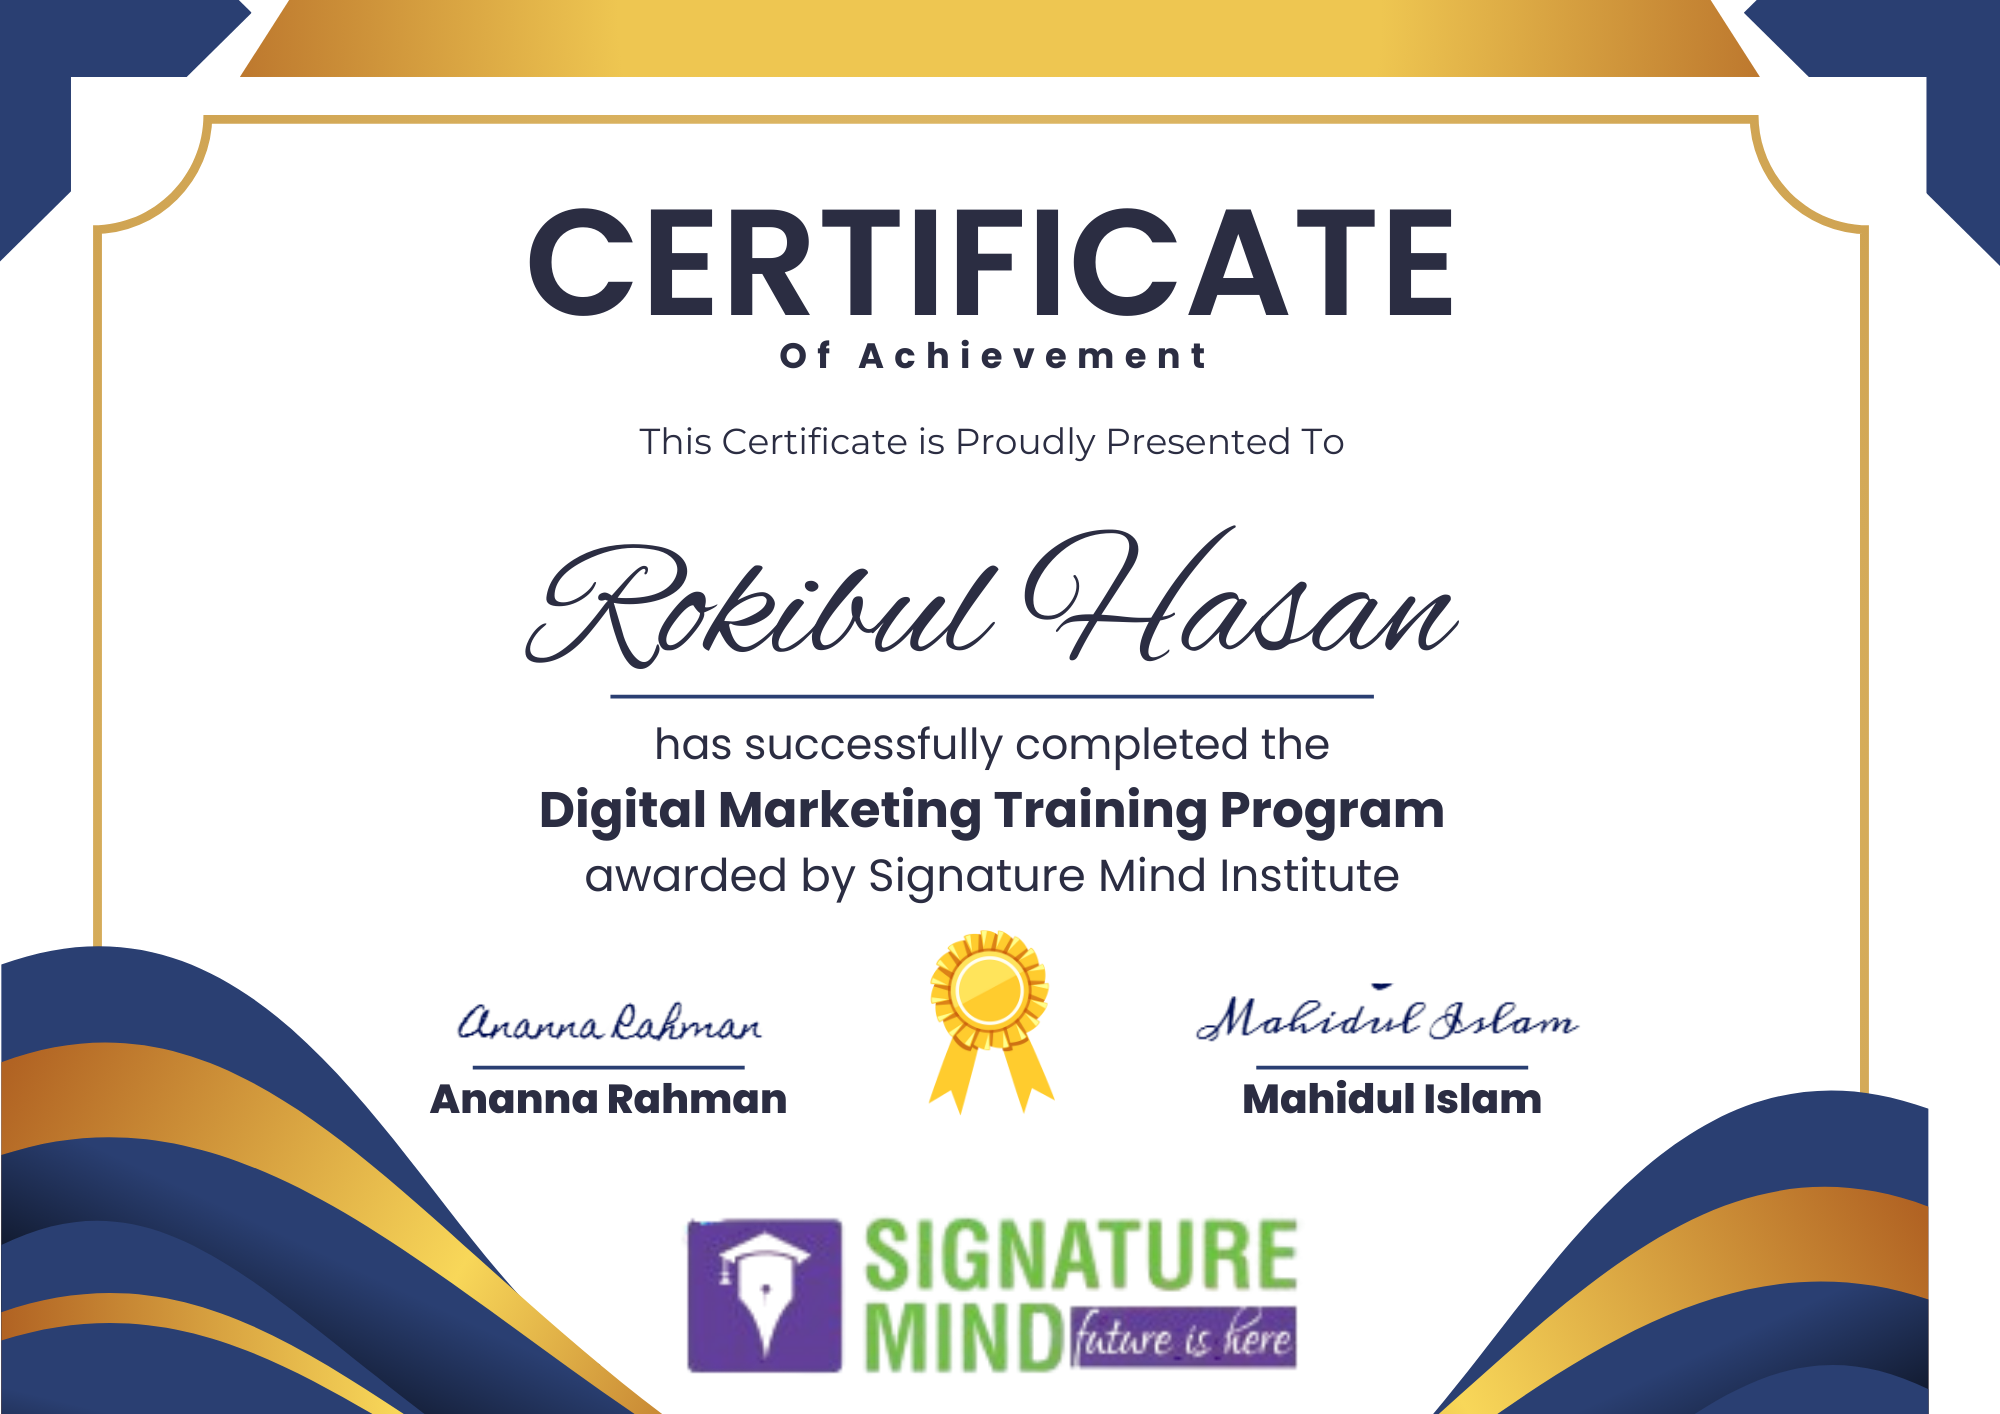 CERTIFICATE
Of Achievement
This Certificate is Proudly Presented To
Rokibul Hasan
has successfully completed the
Digital Marketing Training Program
awarded by Signature Mind Institute
Ananna Rahman
Mahidul Islam
Ananna Rahman
Mahidul Islam
SIGNATURE
MIND future is here